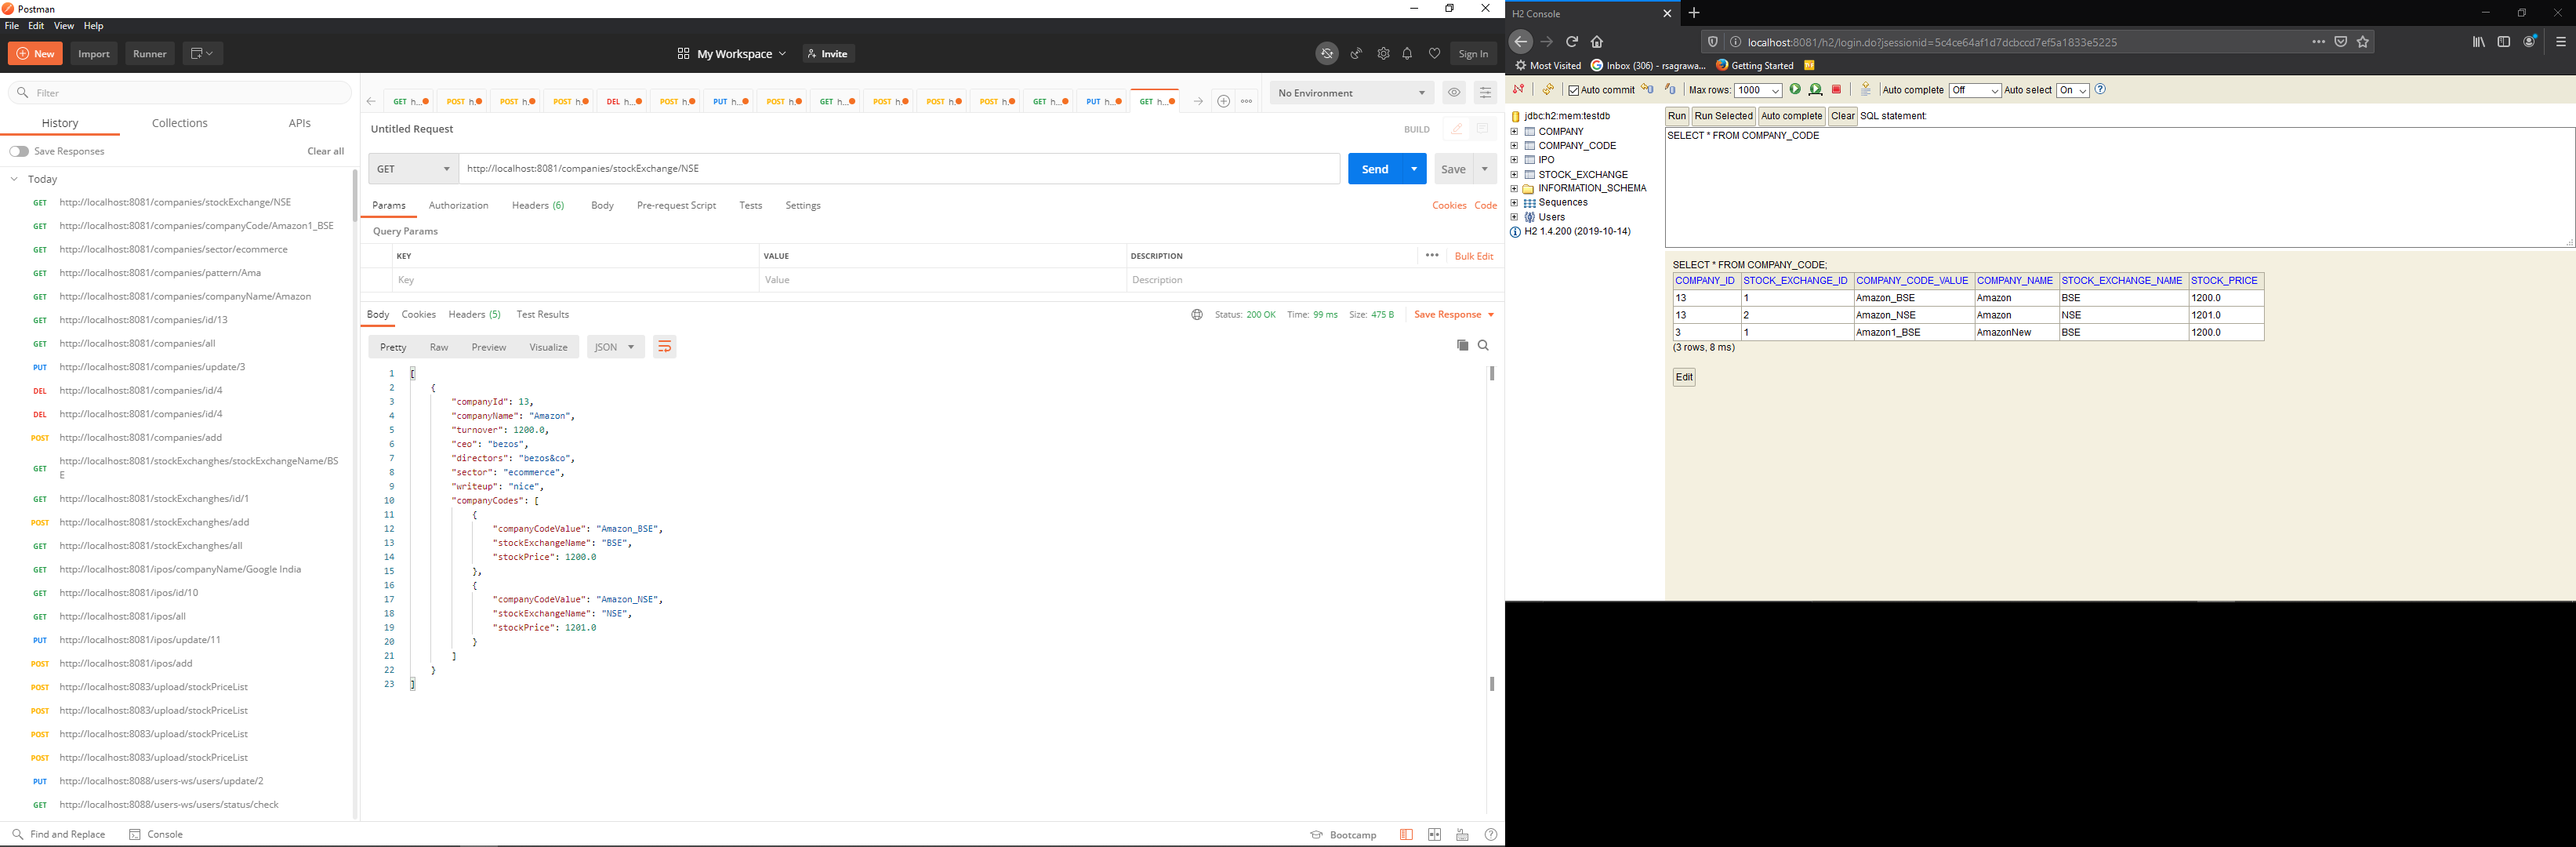 Postman
File Edit View Help
New Import Runner My Workspace Invite Sign In
Filter
History Collections APIs
Save Responses Clear all
Today
GET http://localhost:8081/companies/stockExchange/NSE
GET http://localhost:8081/companies/companyCode/Amazon1_BSE
GET http://localhost:8081/companies/sector/ecommerce
GET http://localhost:8081/companies/pattern/Ama
GET http://localhost:8081/companies/companyName/Amazon
GET http://localhost:8081/companies/id/13
GET http://localhost:8081/companies/all
PUT http://localhost:8081/companies/update/3
DEL http://localhost:8081/companies/id/4
DEL http://localhost:8081/companies/id/4
POST http://localhost:8081/companies/add
GET http://localhost:8081/stockExchanghes/stockExchangeName/BS
E
GET http://localhost:8081/stockExchanghes/id/1
POST http://localhost:8081/stockExchanghes/add
GET http://localhost:8081/stockExchanghes/all
GET http://localhost:8081/ipos/companyName/Google India
GET http://localhost:8081/ipos/id/10
GET http://localhost:8081/ipos/all
PUT http://localhost:8081/ipos/update/11
POST http://localhost:8081/ipos/add
POST http://localhost:8083/upload/stockPriceList
POST http://localhost:8083/upload/stockPriceList
POST http://localhost:8083/upload/stockPriceList
POST http://localhost:8083/upload/stockPriceList
PUT http://localhost:8088/users-ws/users/update/2
GET http://localhost:8088/users-ws/users/status/check
Find and Replace Console
GET h... POST h. POST h. POST h. DEL h... POST h. PUT h... POST h. GET h... POST h. POST h. POST h. GET h... PUT h... GET h... No Environment
Untitled Request BUILD
GET http://localhost:8081/companies/stockExchange/NSE Send Save
Params Authorization Headers (6) Body Pre-request Script Tests Settings Cookies Code
Query Params
KEY VALUE DESCRIPTION Bulk Edit
Key Value Description
Body Cookies Headers (5) Test Results Status: 200 OK Time: 99 ms Size: 475 B Save Response
Pretty Raw Preview Visualize JSON
1 [
2 {
3 "companyId": 13,
4 "companyName": "Amazon",
5 "turnover": 1200.0,
6 "ceo": "bezos",
7 "directors": "bezos&co",
8 "sector": "ecommerce",
9 "writeup": "nice",
10 "companyCodes": [
11 {
12 "companyCodeValue": "Amazon_BSE",
13 "stockExchangeName": "BSE",
14 "stockPrice": 1200.0
15 },
16 {
17 "companyCodeValue": "Amazon_NSE",
18 "stockExchangeName": "NSE",
19 "stockPrice": 1201.0
20 }
21 ]
22 }
23 ]
Bootcamp
H2 Console
localhost:8081/h2/login.do?jsessionid=5c4ce64af1d7dcbccd7ef5a1833e5225
Most Visited Inbox (306) - rsagrawa... Getting Started
Auto commit Max rows: 1000 Auto complete Off Auto select On
jdbc:h2:mem:testdb
COMPANY
COMPANY_CODE
IPO
STOCK_EXCHANGE
INFORMATION_SCHEMA
Sequences
Users
H2 1.4.200 (2019-10-14)
Run Run Selected Auto complete Clear SQL statement:
SELECT * FROM COMPANY_CODE
SELECT * FROM COMPANY_CODE;
COMPANY_ID STOCK_EXCHANGE_ID COMPANY_CODE_VALUE COMPANY_NAME STOCK_EXCHANGE_NAME STOCK_PRICE
13 1 Amazon_BSE Amazon BSE 1200.0
13 2 Amazon_NSE Amazon NSE 1201.0
3 1 Amazon1_BSE AmazonNew BSE 1200.0
(3 rows, 8 ms)
Edit